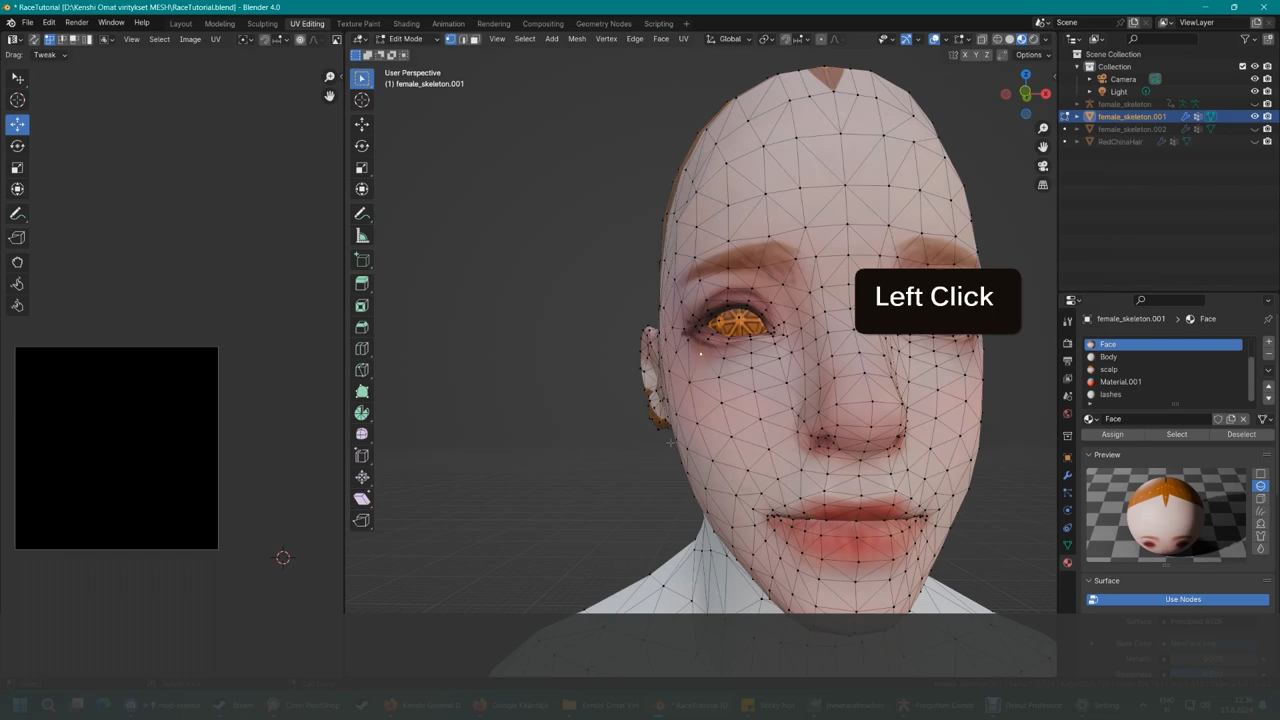 * RaceTutorial [D:\Kenshi Omat viritykset MESH\RaceTutorial.blend] - Blender 4.0
File Edit Render Window Help Layout Modeling Sculpting UV Editing Texture Paint Shading Animation Rendering Compositing Geometry Nodes Scripting + Scene ViewLayer
View Select Image UV Edit Mode View Select Add Mesh Vertex Edge Face UV Global
Drag: Tweak X Y Z Options
User Perspective
(1) female_skeleton.001
Scene Collection
Collection
Camera
Light
female_skeleton
female_skeleton.001
female_skeleton.002
RedChinaHair
Left Click
female_skeleton.001 > Face
Face
Body
scalp
Material.001
lashes
Face
Assign Select Deselect
Preview
Surface
Use Nodes
Surface
Steam